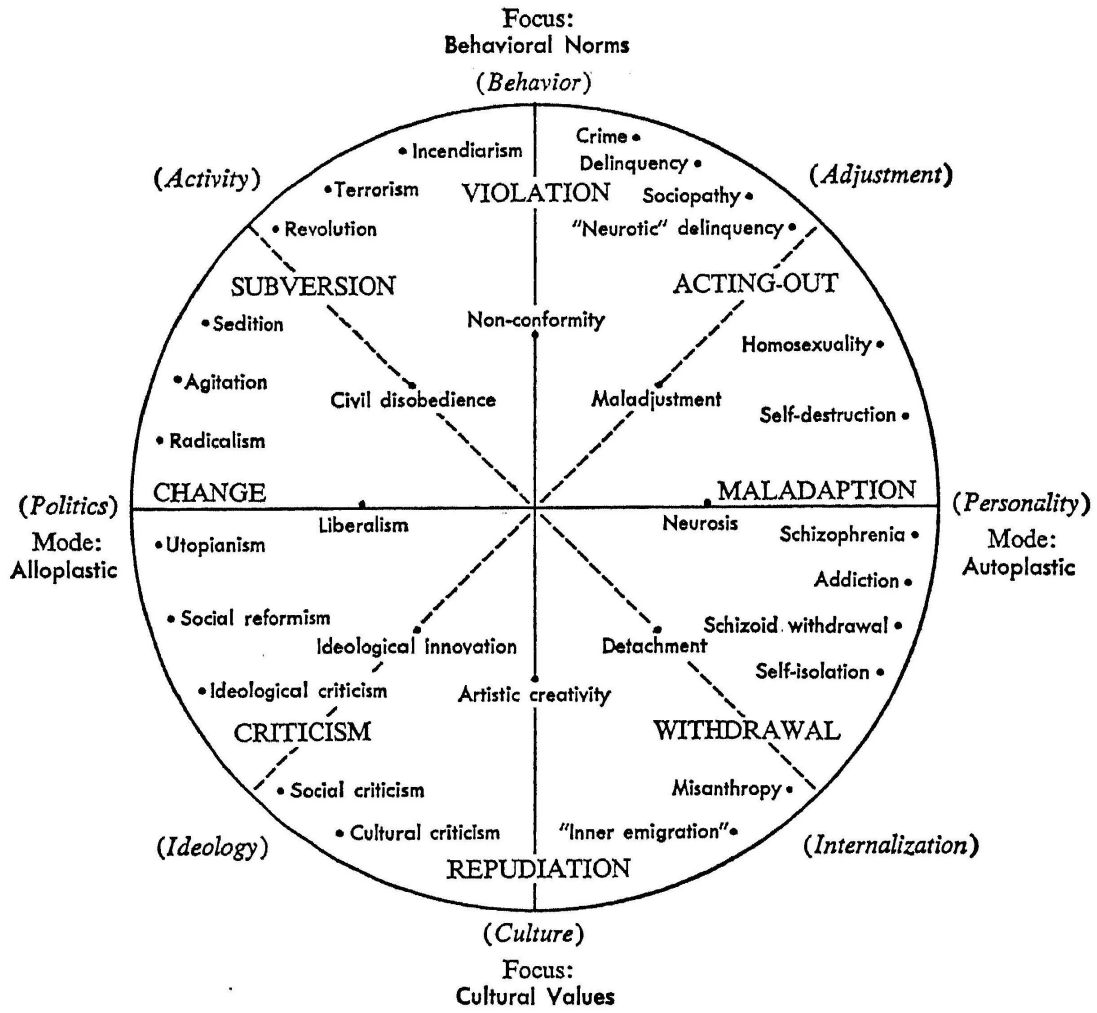 Focus:
Behavioral Norms
(Behavior)
Crime
Incendiarism
Delinquency
(Activity)
(Adjustment)
Terrorism
VIOLATION
Sociopathy
Revolution
"Neurotic" delinquency
SUBVERSION
ACTING-OUT
Sedition
Non-conformity
Homosexuality
Agitation
Civil disobedience
Maladjustment
Self-destruction
Radicalism
CHANGE
MALADAPTION
(Politics)
Mode:
Alloplastic
(Personality)
Mode:
Autoplastic
Liberalism
Neurosis
Schizophrenia
Utopianism
Addiction
Social reformism
Schizoid withdrawal
Ideological innovation
Detachment
Self-isolation
Ideological criticism
Artistic creativity
CRITICISM
WITHDRAWAL
Social criticism
Misanthropy
Cultural criticism
"Inner emigration"
(Ideology)
(Internalization)
REPUDIATION
(Culture)
Focus:
Cultural Values